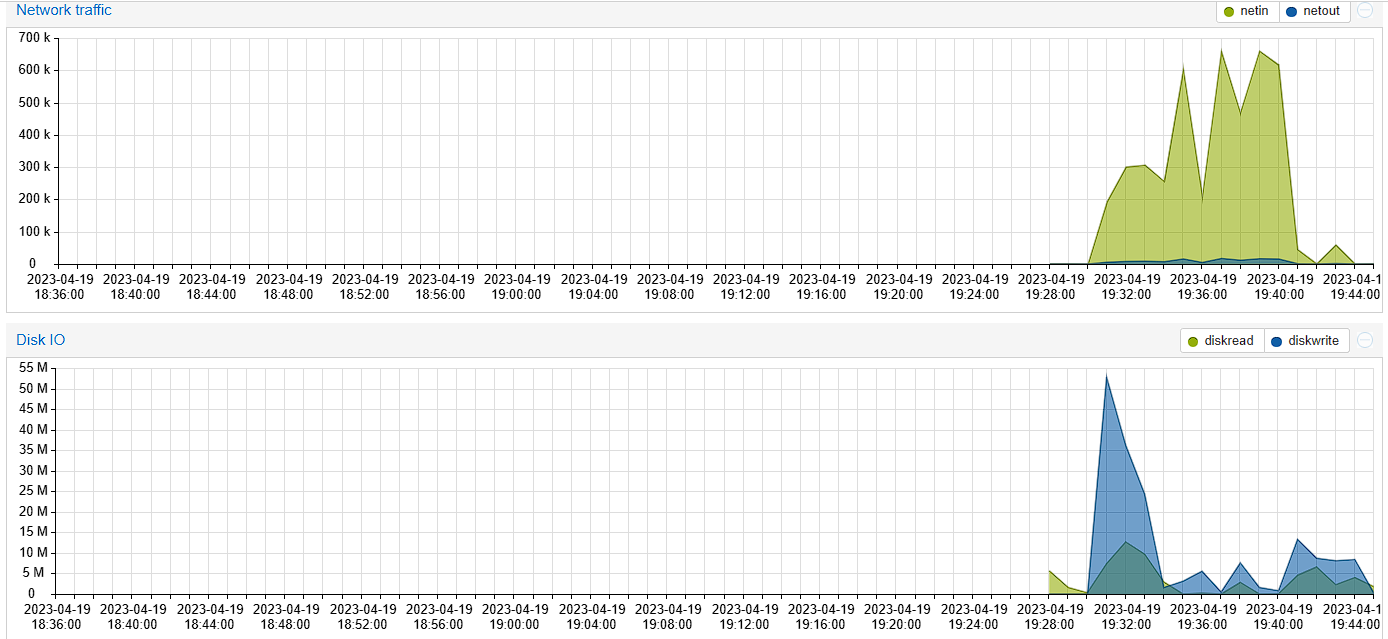 Network traffic
netin netout
700 k
600 k
500 k
400 k
300 k
200 k
100 k
0
2023-04-19 2023-04-19 2023-04-19 2023-04-19 2023-04-19 2023-04-19 2023-04-19 2023-04-19 2023-04-19 2023-04-19 2023-04-19 2023-04-19 2023-04-19 2023-04-19 2023-04-19 2023-04-19 2023-04-19 2023-04-1
18:36:00 18:40:00 18:44:00 18:48:00 18:52:00 18:56:00 19:00:00 19:04:00 19:08:00 19:12:00 19:16:00 19:20:00 19:24:00 19:28:00 19:32:00 19:36:00 19:40:00 19:44:00
Disk IO
diskread diskwrite
55 M
50 M
45 M
40 M
35 M
30 M
25 M
20 M
15 M
10 M
5 M
0
2023-04-19 2023-04-19 2023-04-19 2023-04-19 2023-04-19 2023-04-19 2023-04-19 2023-04-19 2023-04-19 2023-04-19 2023-04-19 2023-04-19 2023-04-19 2023-04-19 2023-04-19 2023-04-19 2023-04-19 2023-04-1
18:36:00 18:40:00 18:44:00 18:48:00 18:52:00 18:56:00 19:00:00 19:04:00 19:08:00 19:12:00 19:16:00 19:20:00 19:24:00 19:28:00 19:32:00 19:36:00 19:40:00 19:44:00